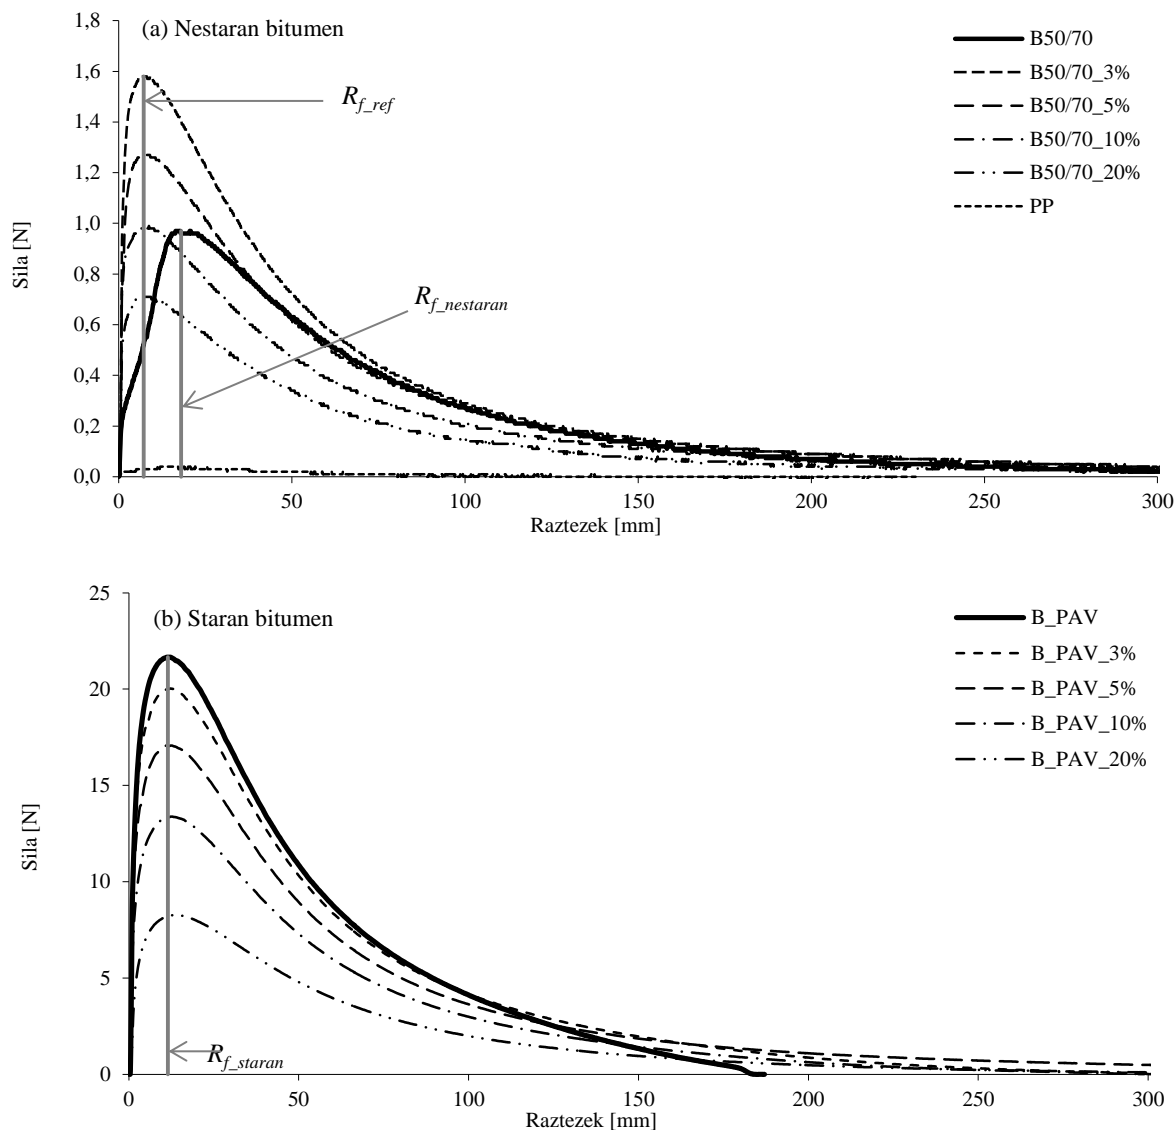 (a) Nestaran bitumen
1,8
1,6
1,4
1,2
1,0
0,8
0,6
0,4
0,2
0,0
Sila [N]
R_{f_ref}
R_{f_nestaran}
B50/70
B50/70_3%
B50/70_5%
B50/70_10%
B50/70_20%
PP
0 50 100 150 200 250 300
Raztezek [mm]
(b) Staran bitumen
25
20
15
10
5
0
Sila [N]
R_{f_staran}
B_PAV
B_PAV_3%
B_PAV_5%
B_PAV_10%
B_PAV_20%
0 50 100 150 200 250 300
Raztezek [mm]